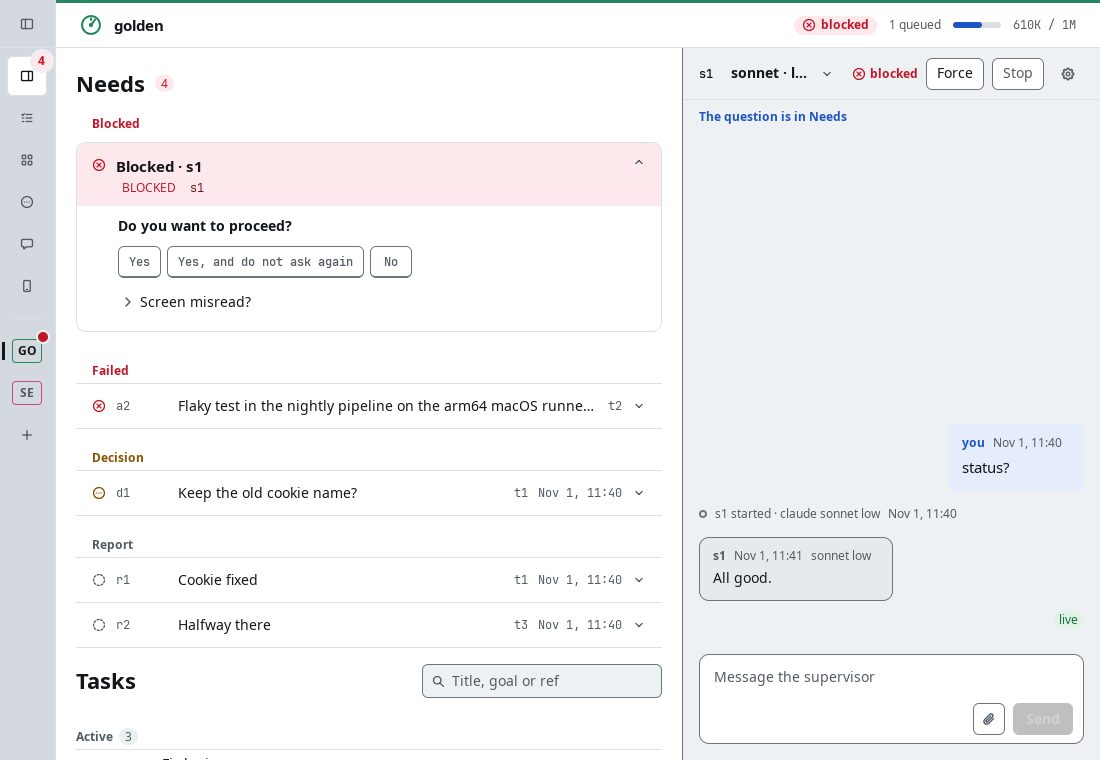 golden
blocked
1 queued
610K / 1M
4
GO
SE
Needs 4
Blocked
Blocked · s1
BLOCKED s1
Do you want to proceed?
Yes
Yes, and do not ask again
No
Screen misread?
Failed
a2 Flaky test in the nightly pipeline on the arm64 macOS runne… t2
Decision
d1 Keep the old cookie name? t1 Nov 1, 11:40
Report
r1 Cookie fixed t1 Nov 1, 11:40
r2 Halfway there t3 Nov 1, 11:40
Tasks
Title, goal or ref
Active 3
s1 sonnet · l…
blocked
Force
Stop
The question is in Needs
you Nov 1, 11:40
status?
s1 started · claude sonnet low Nov 1, 11:40
s1 Nov 1, 11:41 sonnet low
All good.
live
Message the supervisor
Send